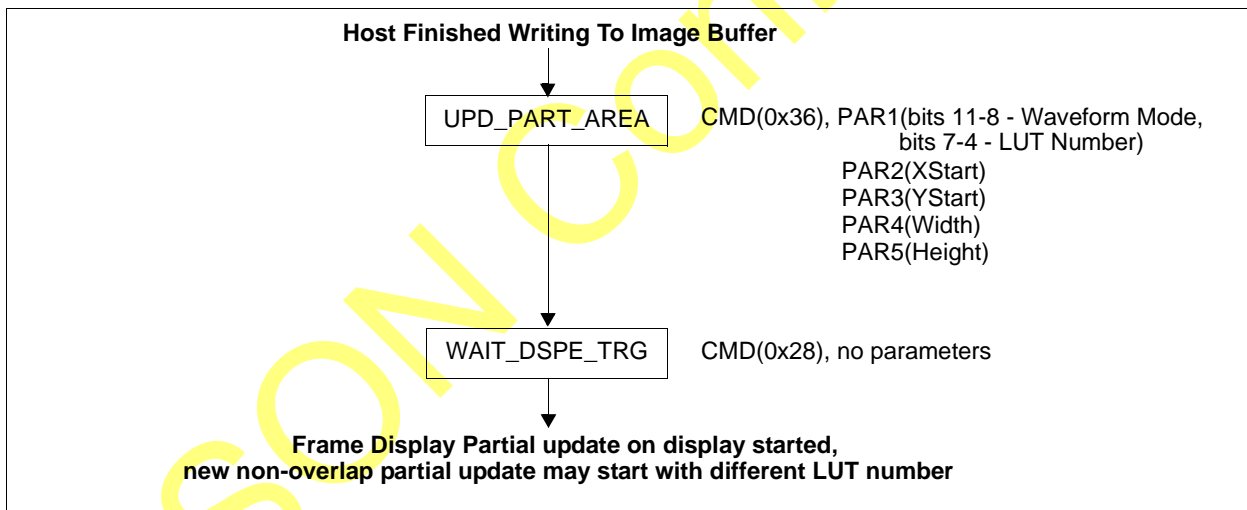 Host Finished Writing To Image Buffer
UPD_PART_AREA
CMD(0x36), PAR1(bits 11-8 - Waveform Mode,
bits 7-4 - LUT Number)
PAR2(XStart)
PAR3(YStart)
PAR4(Width)
PAR5(Height)
WAIT_DSPE_TRG
CMD(0x28), no parameters
Frame Display Partial update on display started,
new non-overlap partial update may start with different LUT number
SON Com